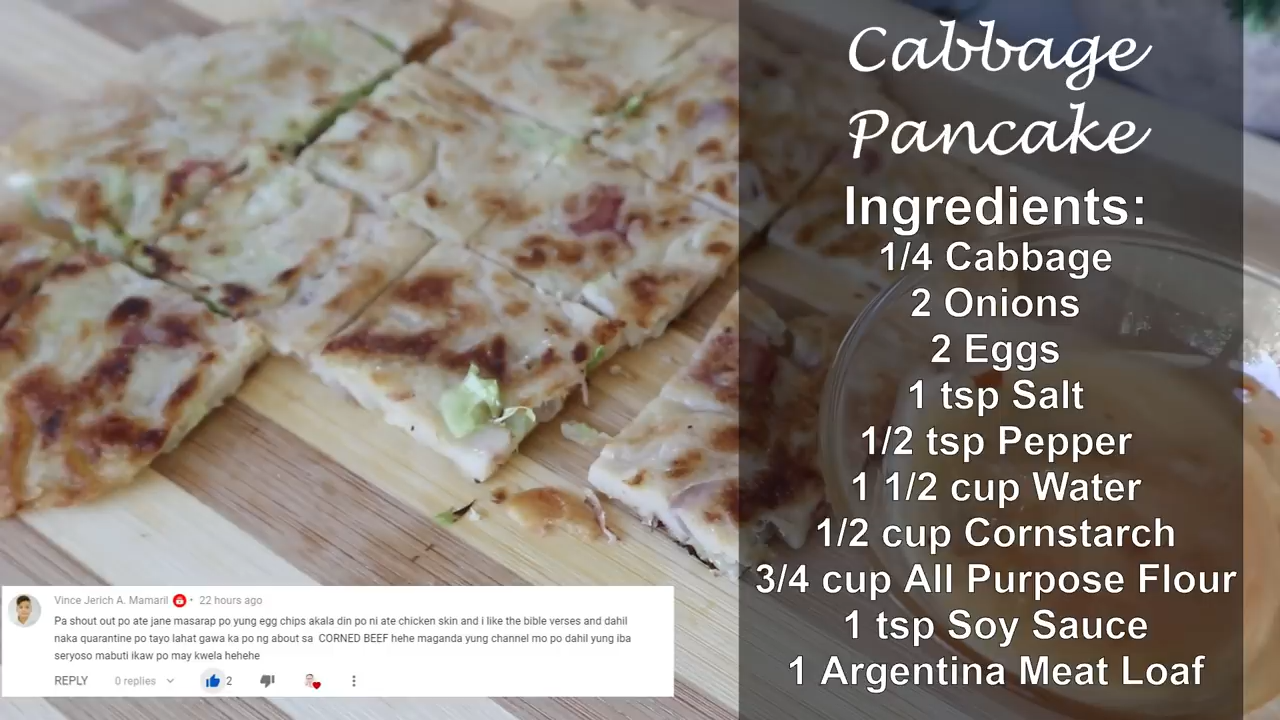 Cabbage
Pancake
Ingredients:
1/4 Cabbage
2 Onions
2 Eggs
1 tsp Salt
1/2 tsp Pepper
1 1/2 cup Water
1/2 cup Cornstarch
3/4 cup All Purpose Flour
1 tsp Soy Sauce
1 Argentina Meat Loaf
Vince Jerich A. Mamaril • 22 hours ago
Pa shout out po ate jane masarap po yung egg chips akala din po ni ate chicken skin and i like the bible verses and dahil
naka quarantine po tayo lahat gawa ka po ng about sa CORNED BEEF hehe maganda yung channel mo po dahil yung iba
seryoso mabuti ikaw po may kwela hehehe
REPLY 0 replies 2